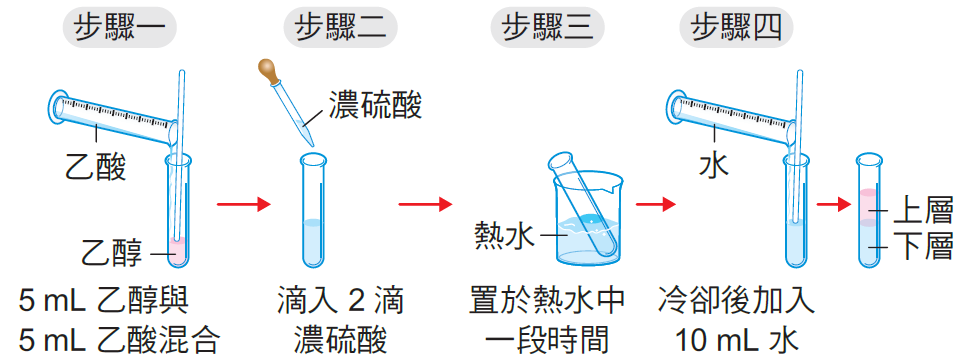 步驟一
步驟二
步驟三
步驟四
濃硫酸
乙酸
水
熱水
乙醇
上層
下層
5 mL 乙醇與
5 mL 乙酸混合
滴入 2 滴
濃硫酸
置於熱水中
一段時間
冷卻後加入
10 mL 水